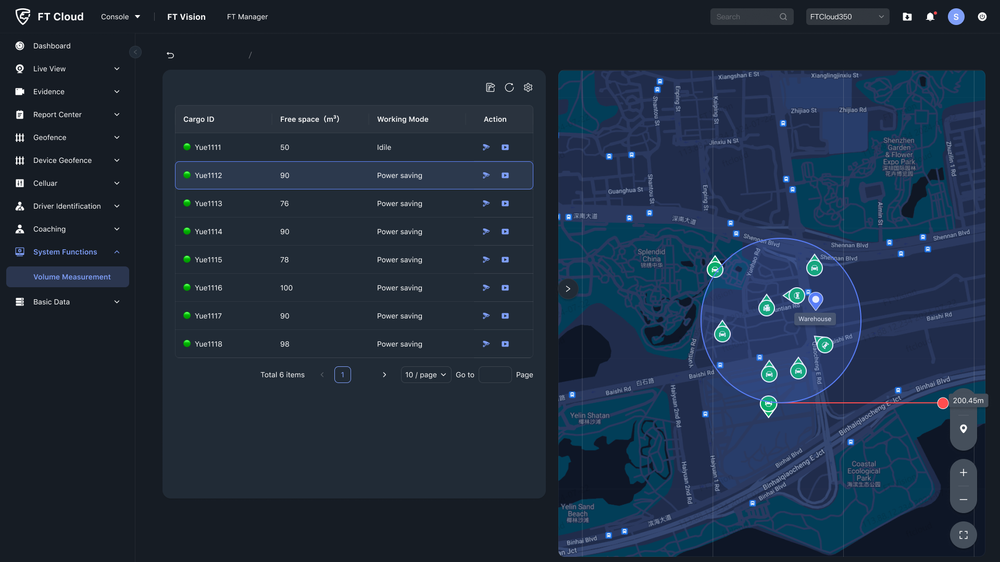 FT Cloud
Console
FT Vision
FT Manager
Search
FTCloud350
S
Dashboard
Live View
Evidence
Report Center
Geofence
Device Geofence
Celluar
Driver Identification
Coaching
System Functions
Volume Measurement
Basic Data
/
Cargo ID
Free space（m³）
Working Mode
Action
Yue1111
50
Idile
Yue1112
90
Power saving
Yue1113
76
Power saving
Yue1114
90
Power saving
Yue1115
78
Power saving
Yue1116
100
Power saving
Yue1117
90
Power saving
Yue1118
98
Power saving
Total 6 items
1
10 / page
Go to
Page
Xiangshan E St
Xianglingjinxiu St
Enping St
Shantou St
Kaiping St
Zhijiao St
Zhijiao Rd
Jinxiu N St
Shenzhen
Garden
& Flower
Expo Park
深圳国际园林
花卉博览园
Zhuzilin 1 Rd
Guanghua St
Shantou St
Enping St
Aimin St
深南大道
深南大道
Shennan Blvd
Shennan Blvd
Shennan Blvd
Shennan Blvd
Splendid
China
锦绣中华
Yunhao Rd
untian Rd
Warehouse
Baishi Rd
aishi Rd
Qiaocheng E Rd
Baishi Rd
白石路
Baishi Rd
路
Binhai Blvd
200.45m
Haiyuan 2nd Rd
Yelin Shatan
椰林沙滩
Binhaiqiaocheng E Jct
Binhai Blvd
Binhaiqiaocheng E Jct
Binhai Blvd
Haiyuan 1 Rd
Haiyuan 2nd Rd
Coastal
Ecological
Park
海滨生态公园
Yelin Sand
Beach
椰林沙滩
滨海大道
Binhai Blvd
an Jct